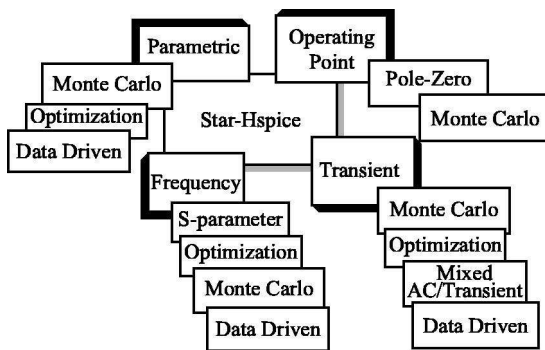 Parametric
Operating
Point
Monte Carlo
Optimization
Data Driven
Pole-Zero
Monte Carlo
Star-Hspice
Frequency
S-parameter
Optimization
Monte Carlo
Data Driven
Transient
Monte Carlo
Optimization
Mixed
AC/Transient
Data Driven